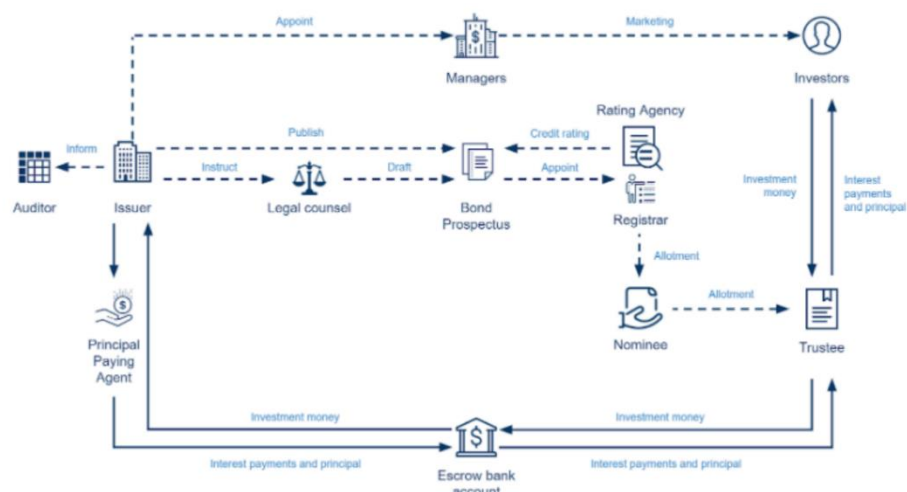 Appoint
Marketing
Managers
Investors
Rating Agency
Publish
Credit rating
Inform
Instruct
Draft
Appoint
Auditor
Issuer
Legal counsel
Bond
Prospectus
Registrar
Investment
money
Interest
payments
and principal
Allotment
Allotment
Principal
Paying
Agent
Nominee
Trustee
Investment money
Investment money
Interest payments and principal
Interest payments and principal
Escrow bank
account